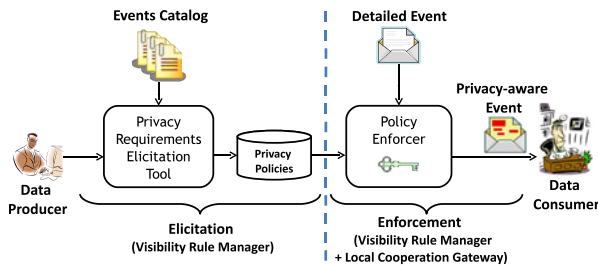 Events Catalog
Detailed Event
Privacy-aware
Event
Privacy
Requirements
Elicitation
Tool
Privacy
Policies
Policy
Enforcer
Data
Producer
Data
Consumer
Elicitation
(Visibility Rule Manager)
Enforcement
(Visibility Rule Manager
+ Local Cooperation Gateway)